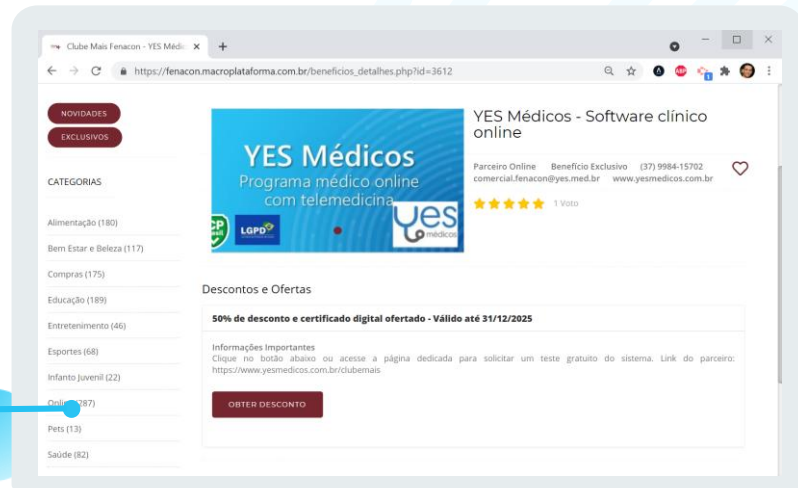 Clube Mais Fenacon - YES Médic
https://fenacon.macroplataforma.com.br/beneficios_detalhes.php?id=3612
NOVIDADES
EXCLUSIVOS
CATEGORIAS
Alimentação (180)
Bem Estar e Beleza (117)
Compras (175)
Educação (189)
Entretenimento (46)
Esportes (68)
Infanto Juvenil (22)
(287)
Pets (13)
Saúde (82)
YES Médicos
Programa médico online
com telemedicina
LGPD
yes
médicos
YES Médicos - Software clínico
online
Parceiro Online Benefício Exclusivo (37) 9984-15702
comercial.fenacon@yes.med.br www.yesmedicos.com.br
1 Voto
Descontos e Ofertas
50% de desconto e certificado digital ofertado - Válido até 31/12/2025
Informações Importantes
Clique no botão abaixo ou acesse a página dedicada para solicitar um teste gratuito do sistema. Link do parceiro:
https://www.yesmedicos.com.br/clubemais
OBTER DESCONTO